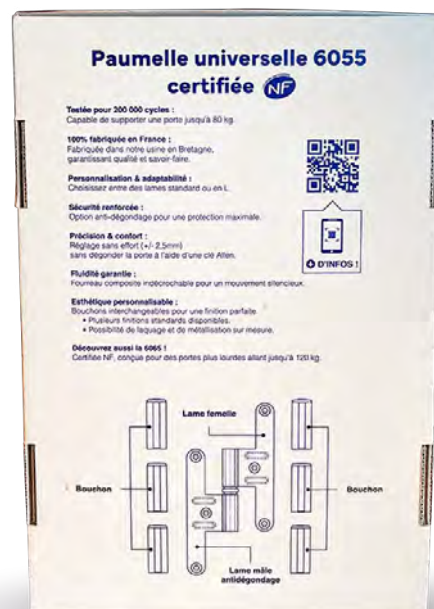 Paumelle universelle 6055
certifiée NF
Testée pour 200 000 cycles :
Capable de supporter une porte jusqu'à 80 kg.
100% fabriquée en France :
Fabriquée dans notre usine en Bretagne,
garantissant qualité et savoir-faire.
Personnalisation & adaptabilité :
Choisissez entre des lames standard ou en L.
Sécurité renforcée :
Option anti-dégondage pour une protection maximale.
Précision & confort :
Réglage sans effort (+/- 2,5mm)
sans dégonder la porte à l'aide d'une clé Allen.
Fluidité garantie :
Fourreau composite indécrochable pour un mouvement silencieux.
Esthétique personnalisable :
Bouchons interchangeables pour une finition parfaite.
• Plusieurs finitions standards disponibles.
• Possibilité de laquage et de métallisation sur mesure.
Découvrez aussi la 6065 !
Certifiée NF, conçue pour des portes plus lourdes allant jusqu'à 120 kg.
+ D'INFOS !
Lame femelle
Bouchon
Bouchon
Lame mâle
antidégondage